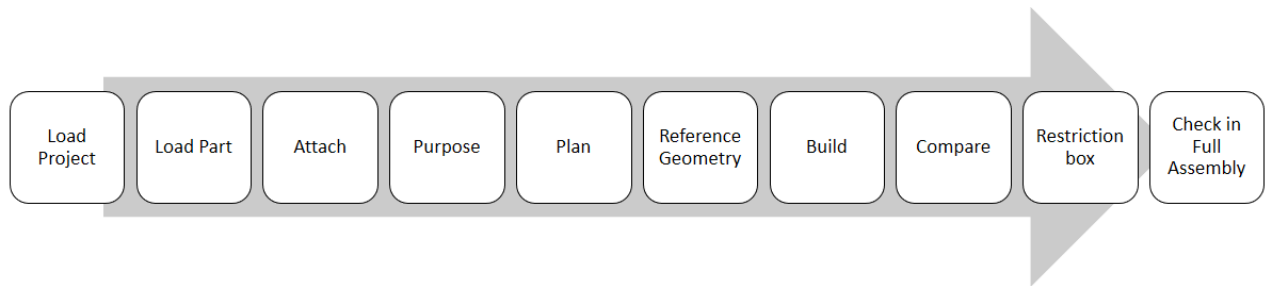 Load
Project
Load Part
Attach
Purpose
Plan
Reference
Geometry
Build
Compare
Restriction
box
Check in
Full
Assembly